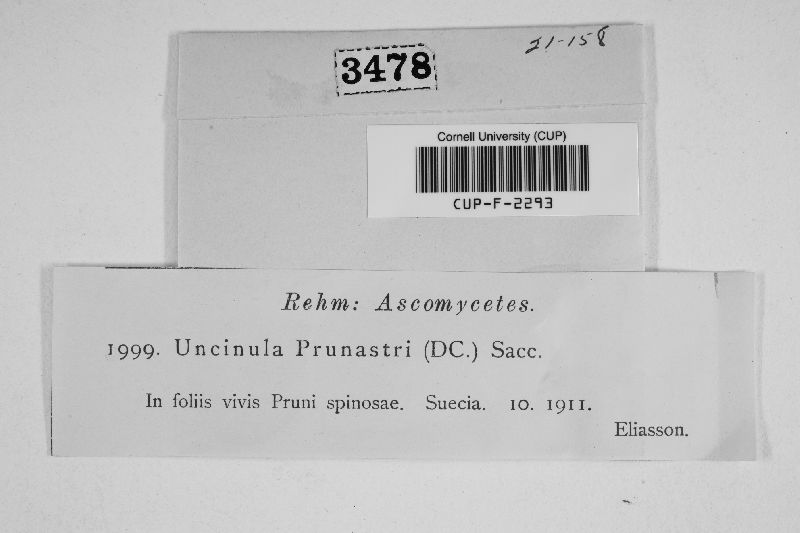 21-158
3478
Cornell University (CUP)
CUP-F-2293
Rehm: Ascomycetes.
1999. Uncinula Prunastri (DC.) Sacc.
In foliis vivis Pruni spinosae. Suecia. 10. 1911.
Eliasson.